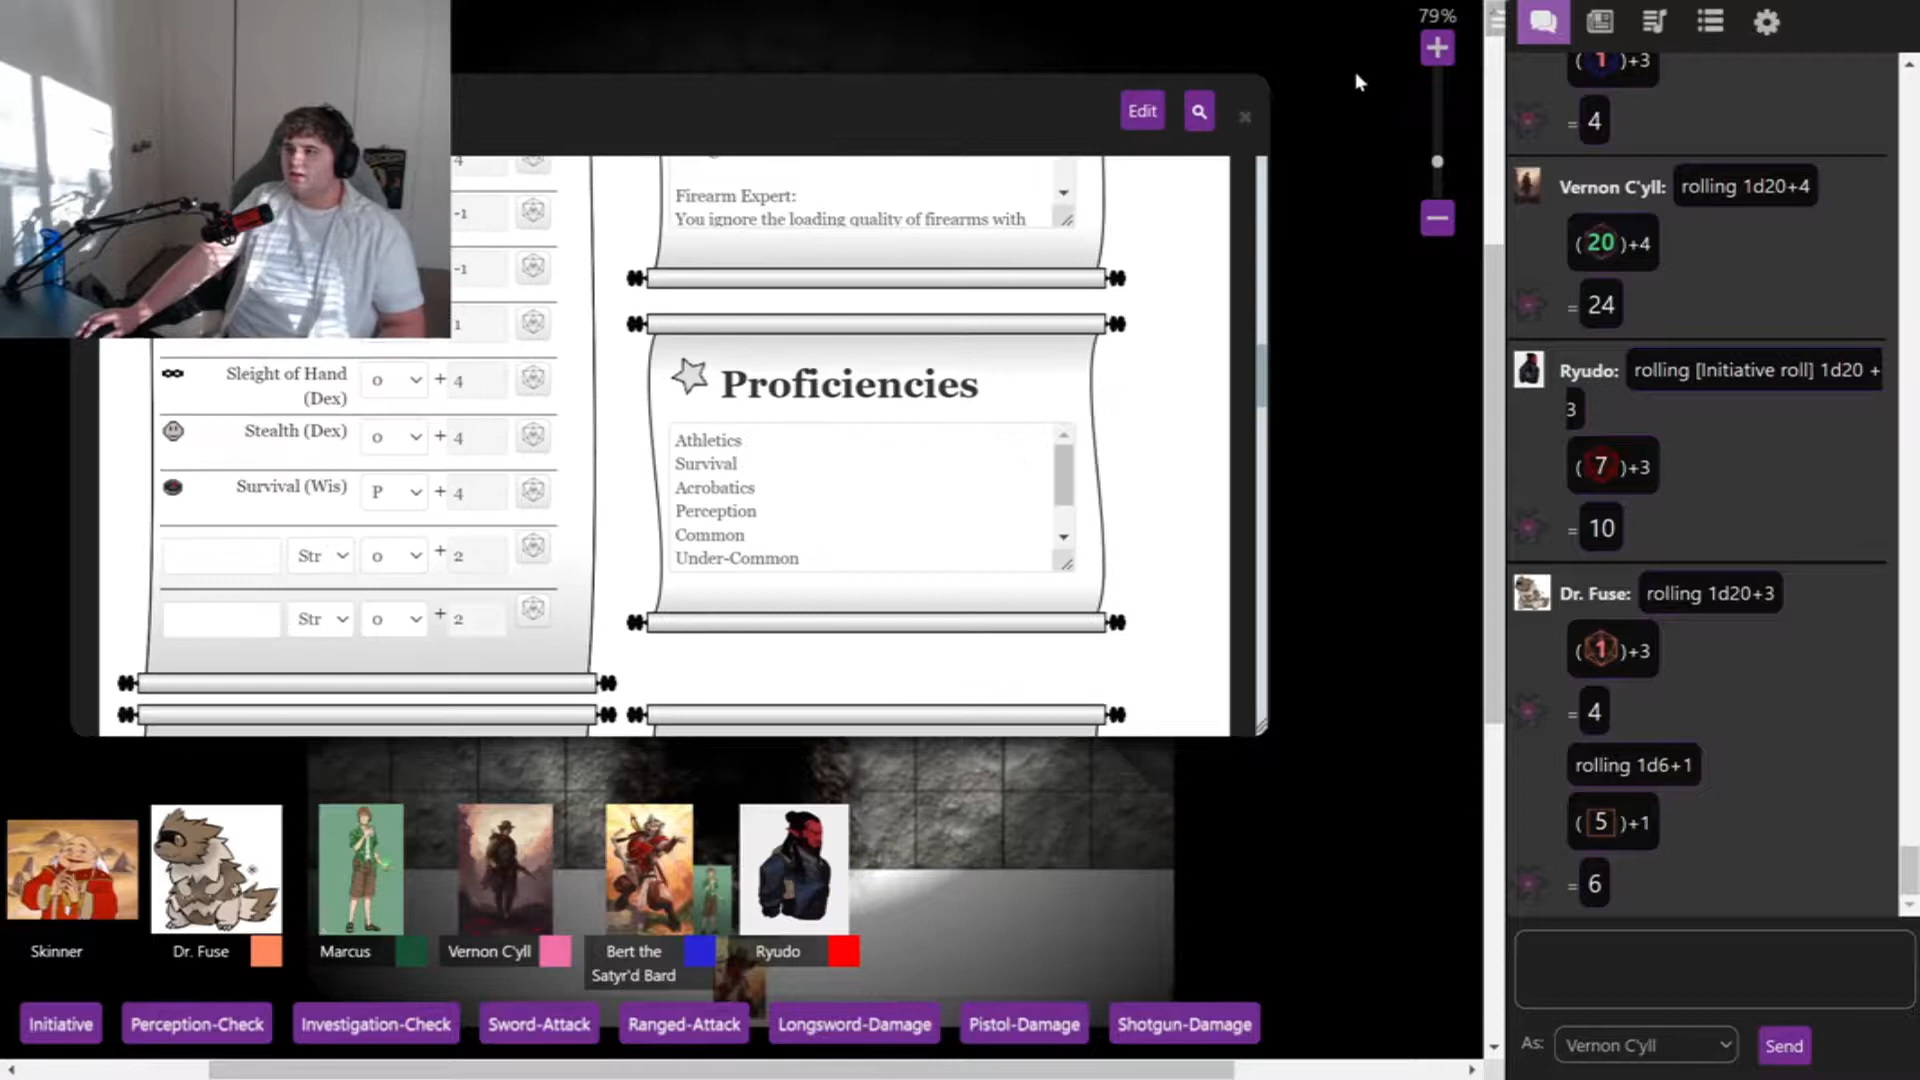 79%
Edit
4
-1
-1
1
Sleight of Hand
(Dex)
0
+ 4
Stealth (Dex)
0
+ 4
Survival (Wis)
P
+ 4
Str
0
+ 2
Str
0
+ 2
Firearm Expert:
You ignore the loading quality of firearms with
Proficiencies
Athletics
Survival
Acrobatics
Perception
Common
Under-Common
Skinner
Dr. Fuse
Marcus
Vernon C'yll
Bert the
Satyr'd Bard
Ryudo
Initiative
Perception-Check
Investigation-Check
Sword-Attack
Ranged-Attack
Longsword-Damage
Pistol-Damage
Shotgun-Damage
(1)+3
= 4
Vernon C'yll: rolling 1d20+4
(20)+4
= 24
Ryudo: rolling [Initiative roll] 1d20 +
3
(7)+3
= 10
Dr. Fuse: rolling 1d20+3
(1)+3
= 4
rolling 1d6+1
(5)+1
= 6
As: Vernon C'yll
Send